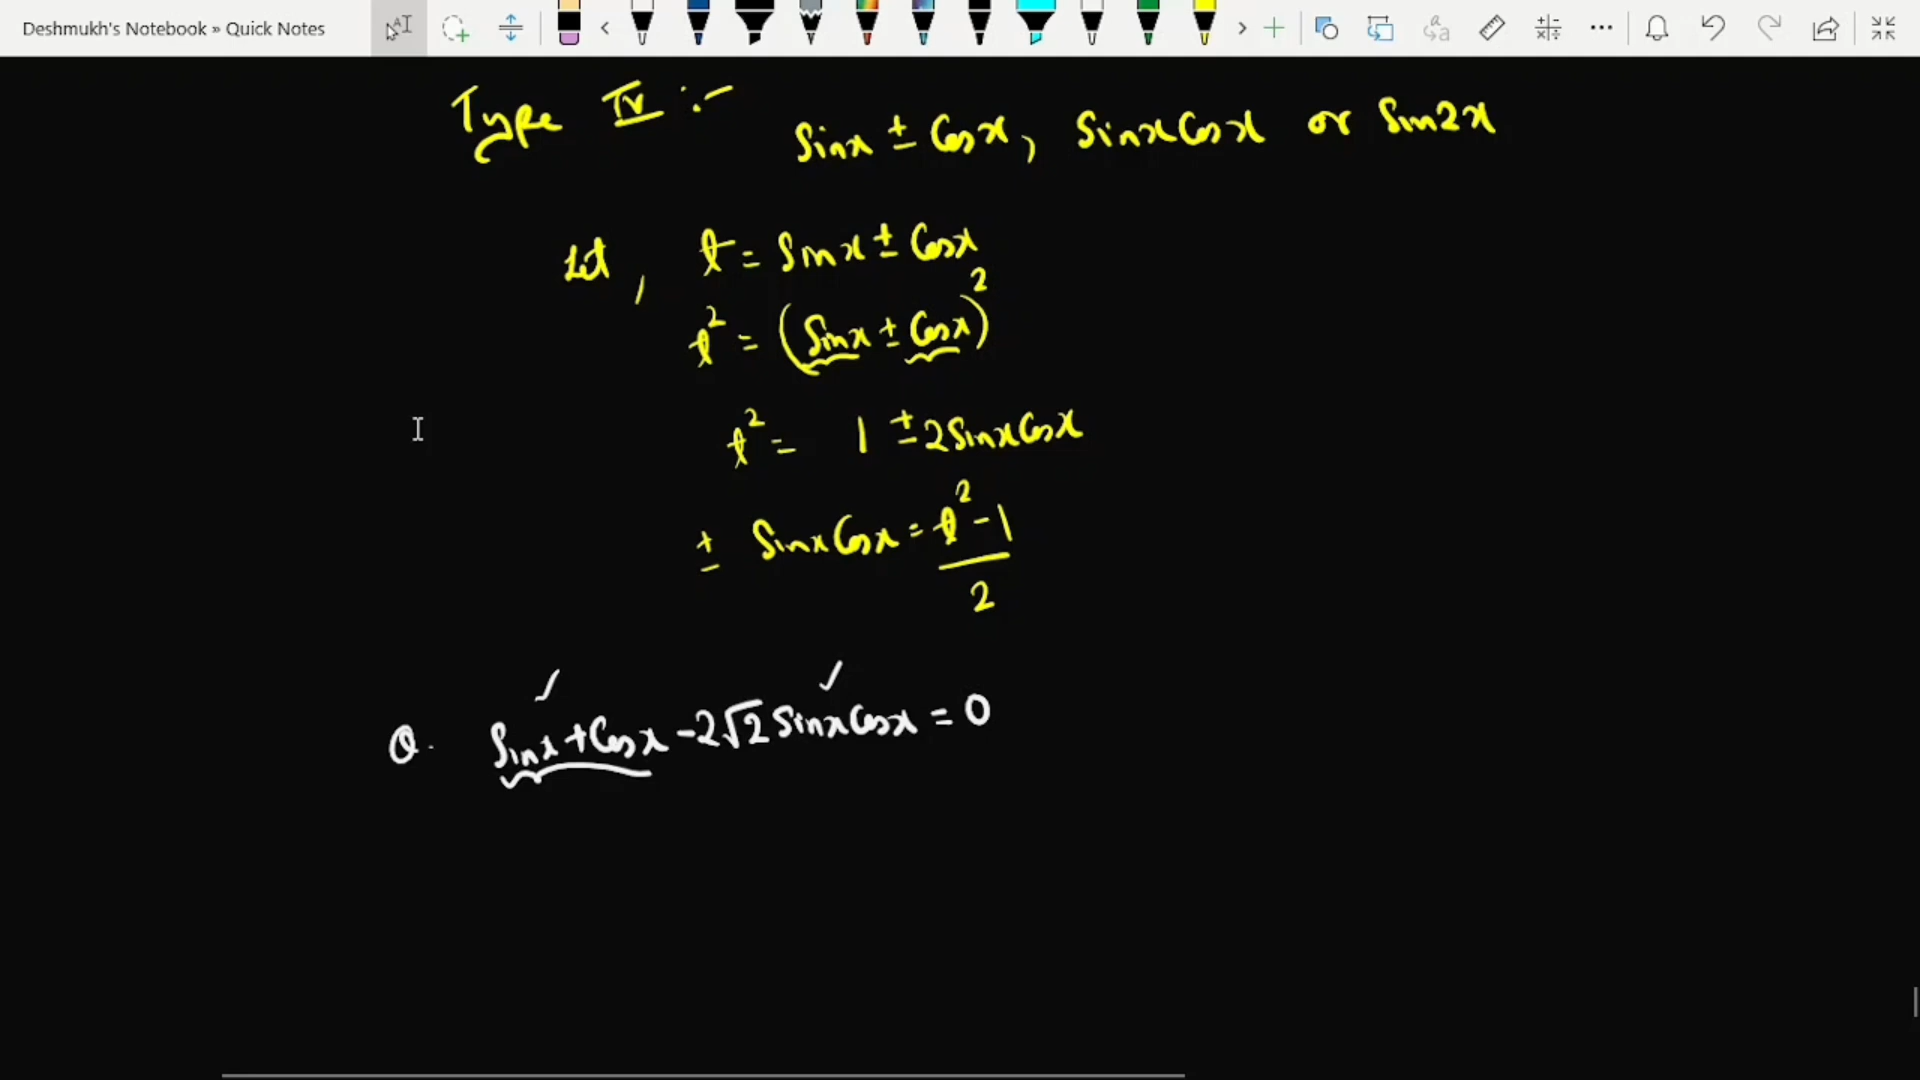 Deshmukh's Notebook » Quick Notes
Type IV :-
Sinx ± Cosx, SinxCosx or Sin2x
Let, t = Sinx ± Cosx
t² = (Sinx ± Cosx)²
t² = 1 ± 2SinxCosx
± SinxCosx = t²-1
2
Q. Sinx+Cosx -2√2 SinxCosx = 0